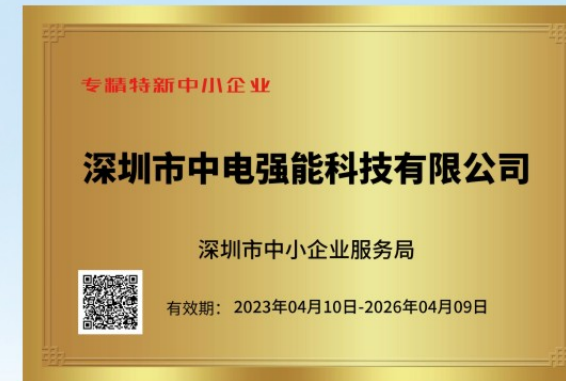 专精特新中小企业
深圳市中电强能科技有限公司
深圳市中小企业服务局
有效期： 2023年04月10日-2026年04月09日